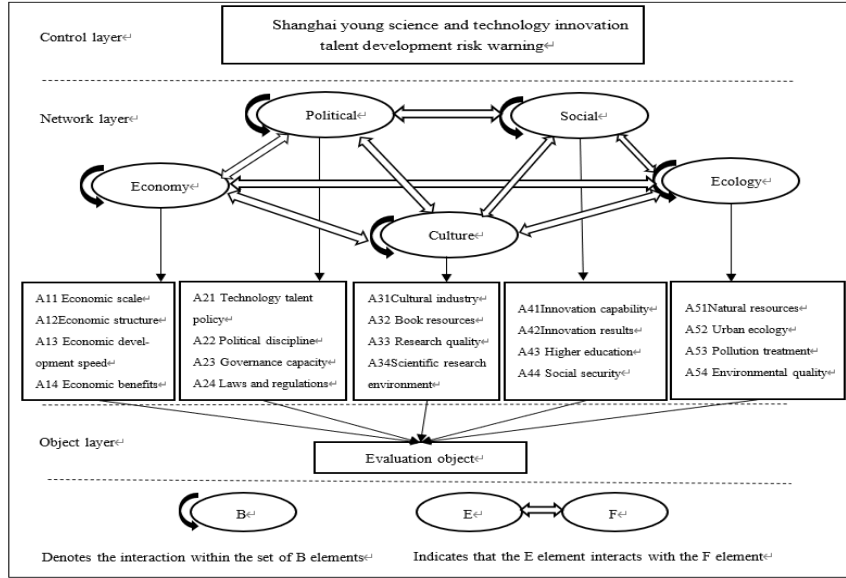 Control layer↵
Shanghai young science and technology innovation
talent development risk warning↵
Network layer↵
Political↵
Social↵
Economy↵
Ecology↵
Culture↵
A11 Economic scale↵
A12Economic structure↵
A13 Economic devel-
opment speed↵
A14 Economic benefits↵
A21 Technology talent
policy↵
A22 Political discipline↵
A23 Governance capacity↵
A24 Laws and regulations↵
A31Cultural industry↵
A32 Book resources↵
A33 Research quality↵
A34Scientific research
environment↵
A41Innovation capability↵
A42Innovation results↵
A43 Higher education↵
A44 Social security↵
A51Natural resources↵
A52 Urban ecology↵
A53 Pollution treatment↵
A54 Environmental quality↵
Object layer↵
Evaluation object↵
B↵
E↵
F↵
Denotes the interaction within the set of B elements↵
Indicates that the E element interacts with the F element↵